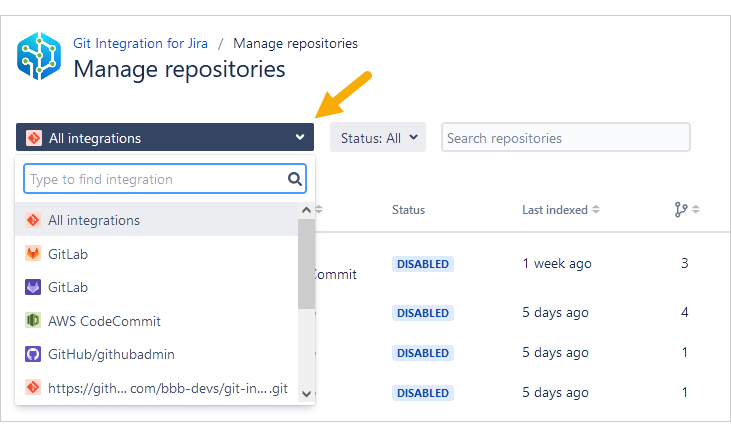 Git Integration for Jira / Manage repositories
Manage repositories
All integrations
Status: All
Search repositories
Type to find integration
Status
Last indexed
All integrations
GitLab
DISABLED
1 week ago
3
Commit
GitLab
DISABLED
5 days ago
4
AWS CodeCommit
GitHub/githubadmin
DISABLED
5 days ago
1
https://gith... com/bbb-devs/git-in....git
DISABLED
5 days ago
1